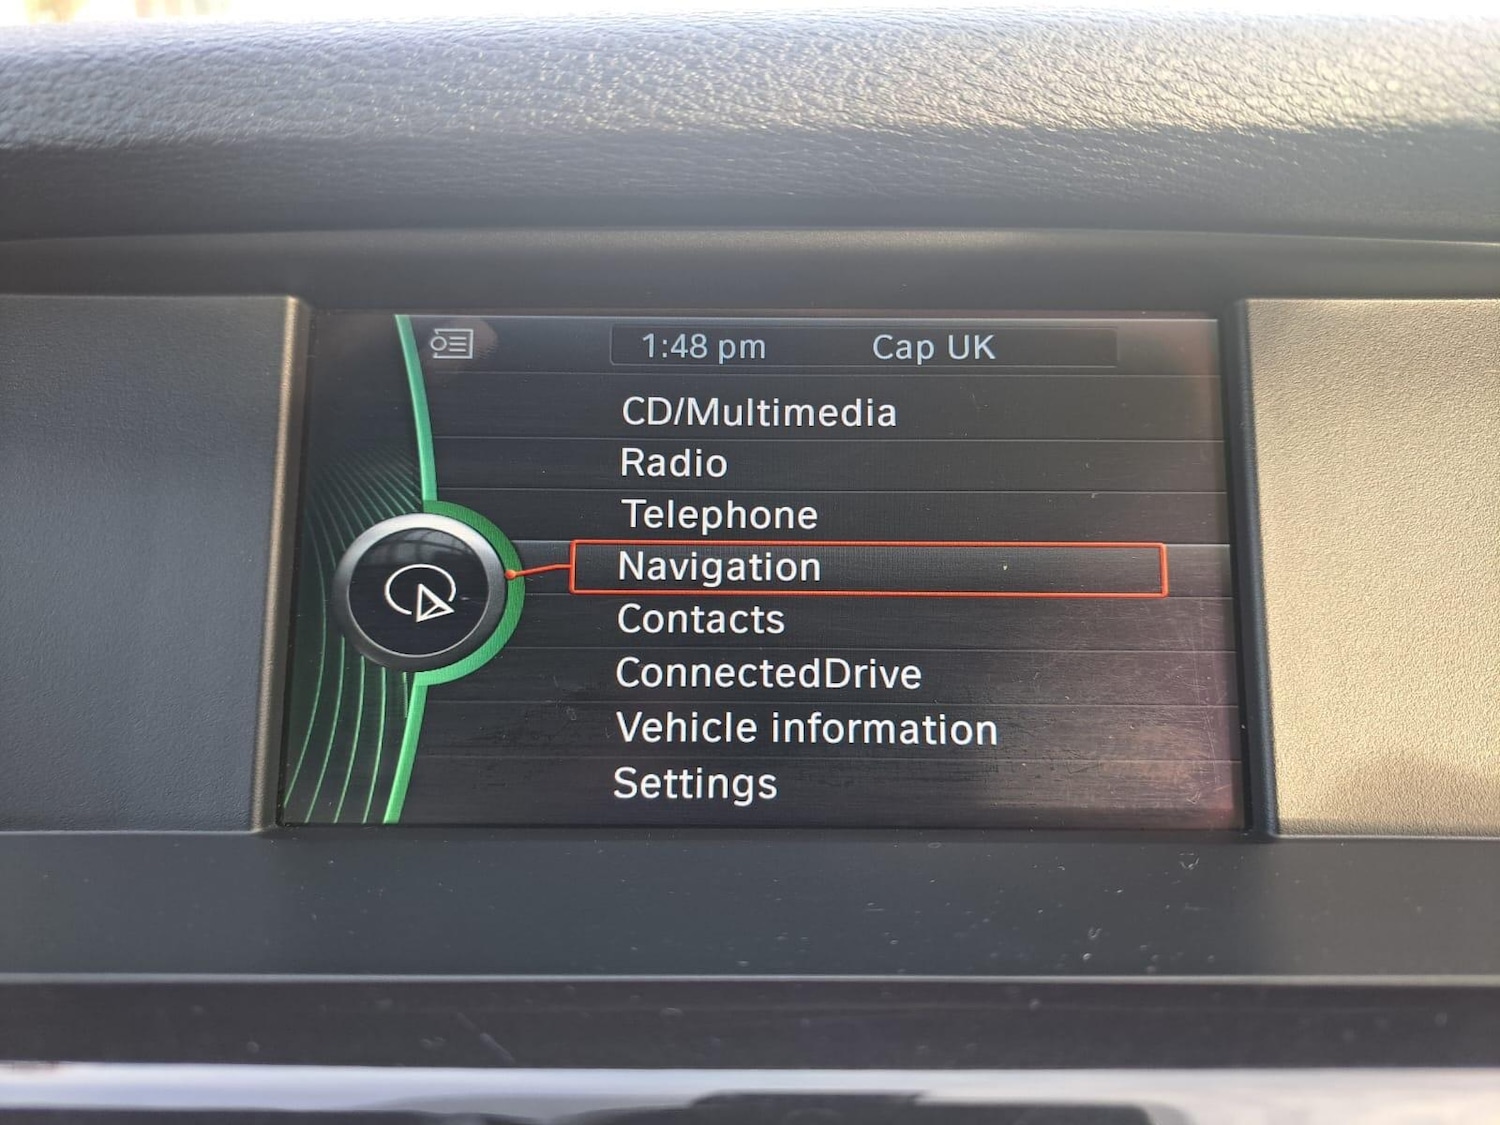 1:48 pm Cap UK
CD/Multimedia
Radio
Telephone
Navigation
Contacts
ConnectedDrive
Vehicle information
Settings